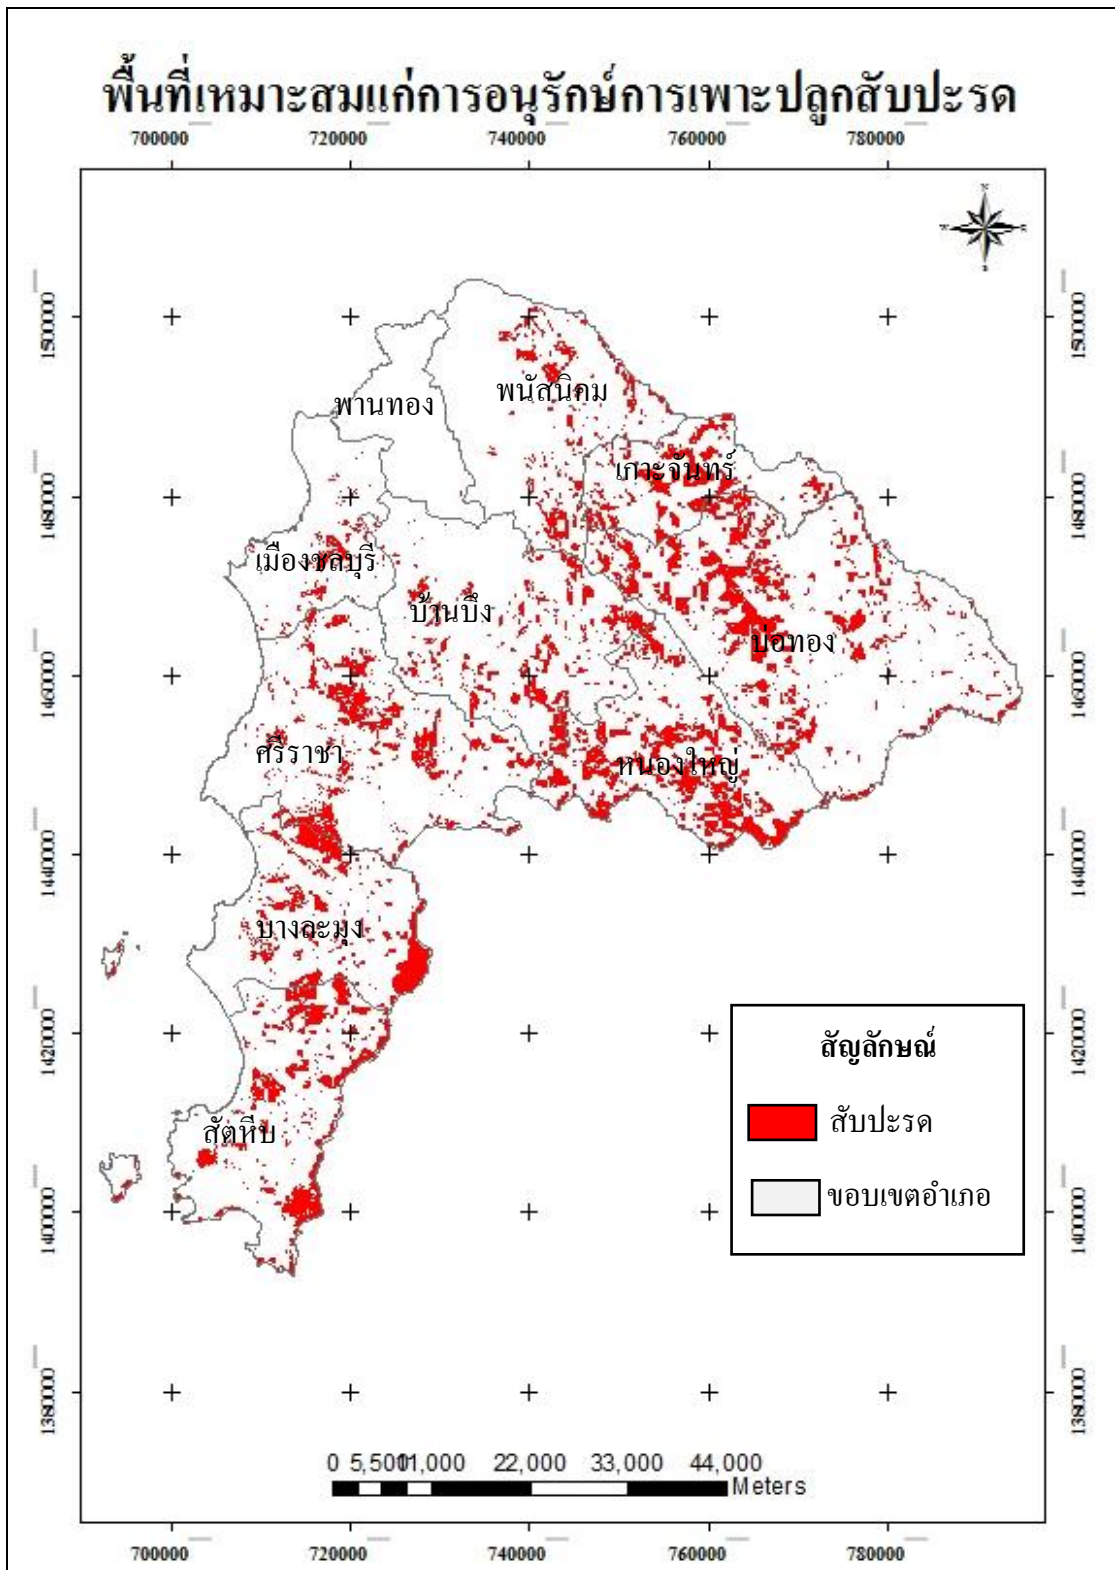 พื้นที่เหมาะสมแก่การอนุรักษ์การเพาะปลูกสับปะรด
700000 720000 740000 760000 780000
N
1500000 1500000
พนัสนิคม
พานทอง
เกาะจันทร์
1480000 1480000
เมืองชลบุรี
บ้านบึง
บ่อทอง
1460000 1460000
ศรีราชา
หนองใหญ่
1440000 1440000
บางละมุง
1420000 1420000
สัญลักษณ์
สับปะรด
สัตหีบ
ขอบเขตอำเภอ
1400000 1400000
1380000 1380000
0 5,500 11,000 22,000 33,000 44,000
Meters
700000 720000 740000 760000 780000